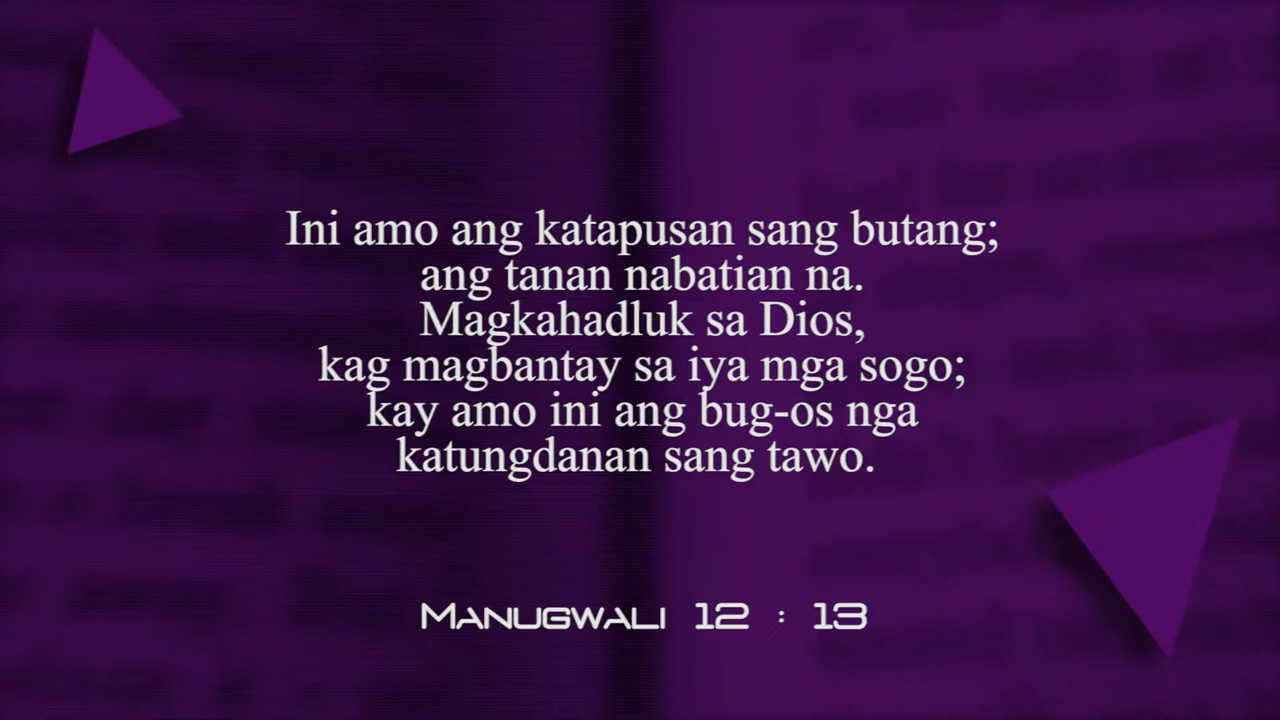 Ini amo ang katapusan sang butang;
ang tanan nabatian na.
Magkahadluk sa Dios,
kag magbantay sa iya mga sogo;
kay amo ini ang bug-os nga
katungdanan sang tawo.
Manugwali 12 : 13